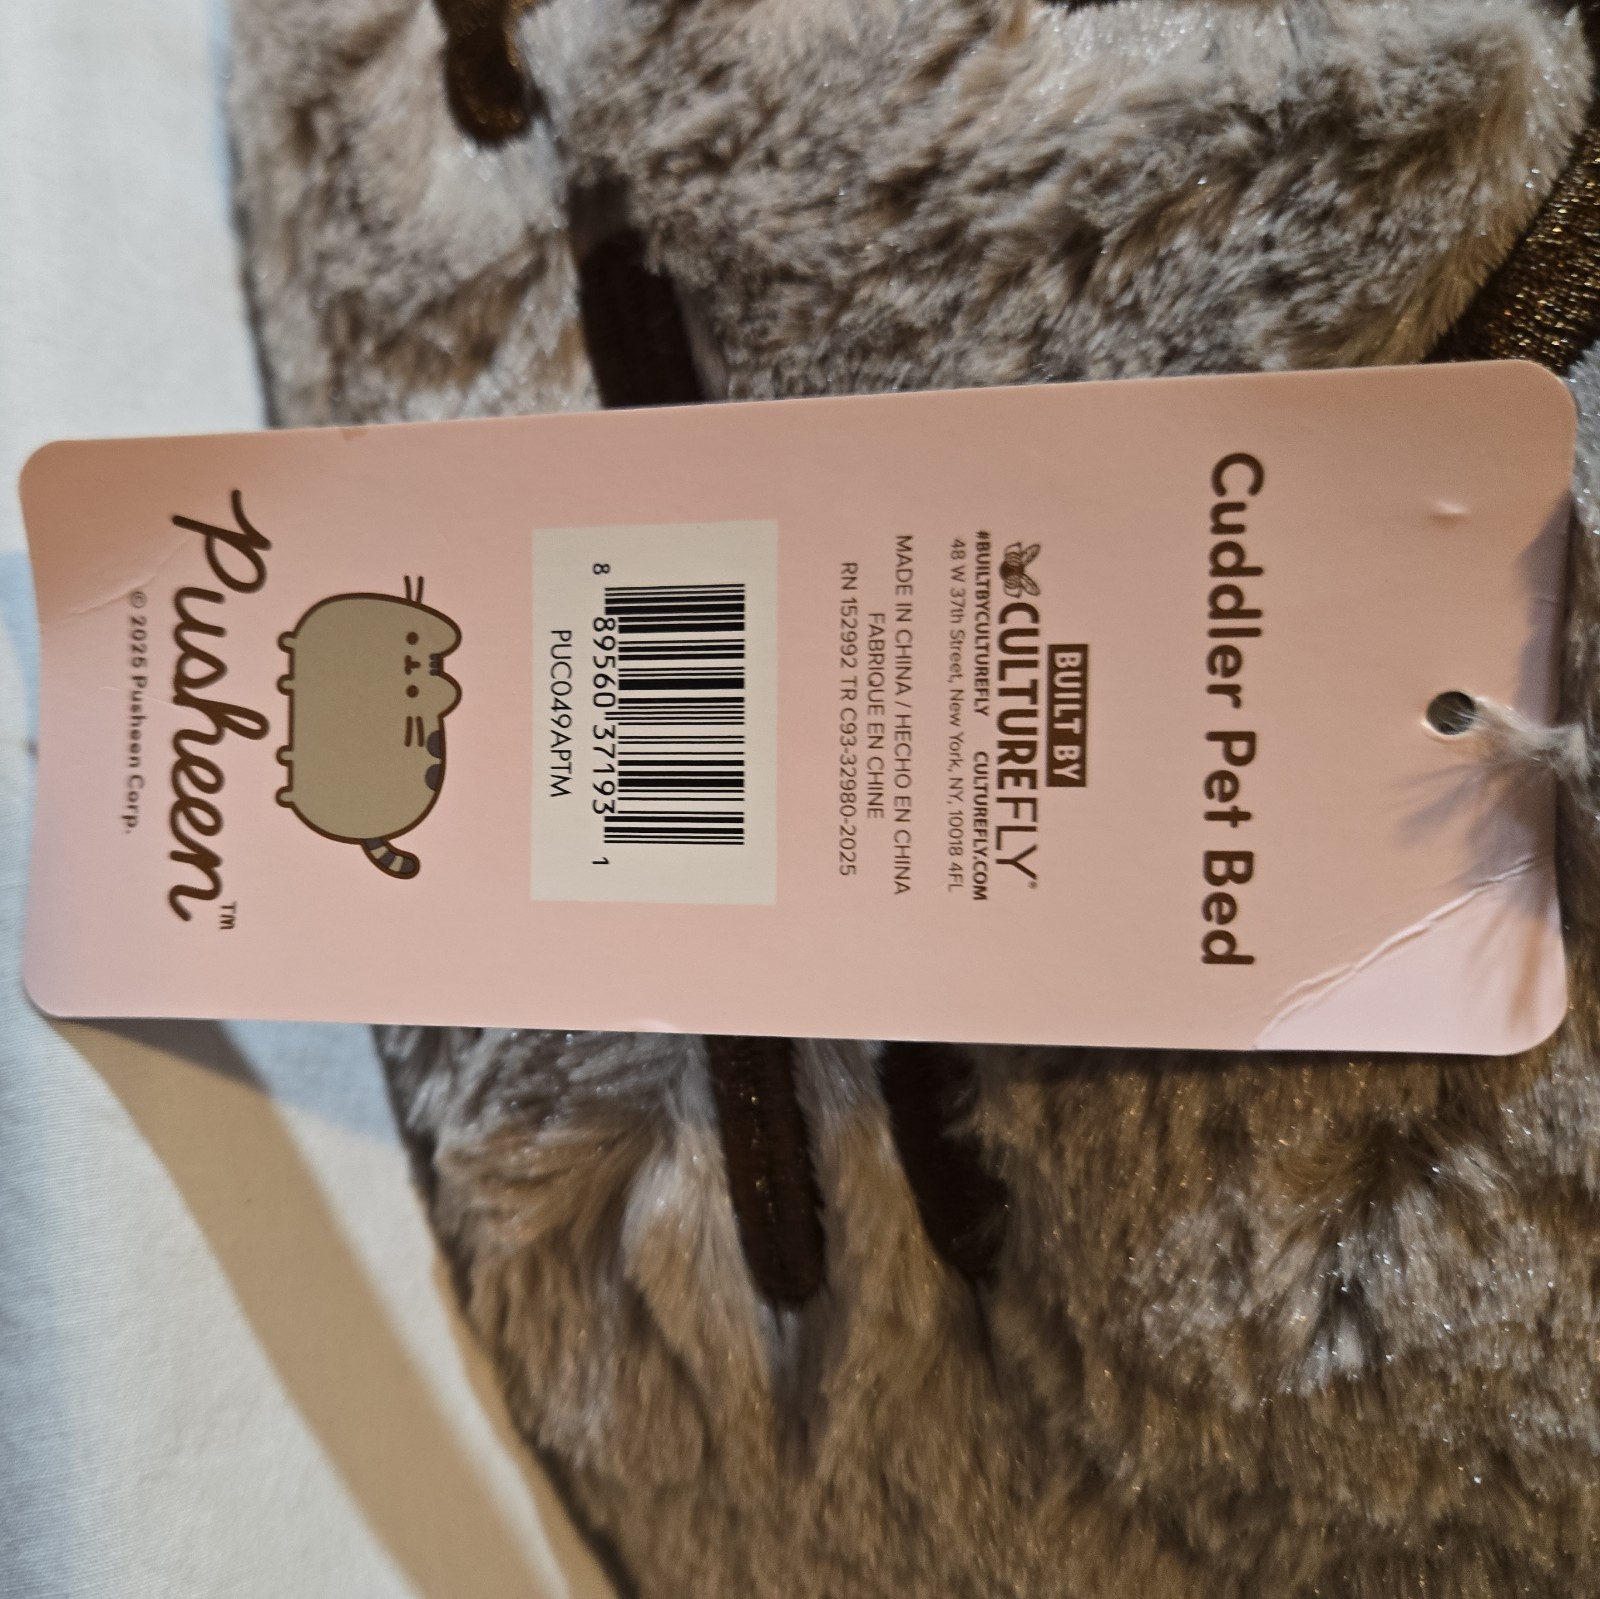 Cuddler Pet Bed
BUILT BY
CULTUREFLY®
#BUILTBYCULTUREFLY CULTUREFLY.COM
48 W 37th Street, New York, NY, 10018 4FL
MADE IN CHINA / HECHO EN CHINA
FABRIQUE EN CHINE
RN 152992 TR C93-32980-2025
8 89560 37193 1
PUC049APTM
Pusheen™
© 2025 Pusheen Corp.